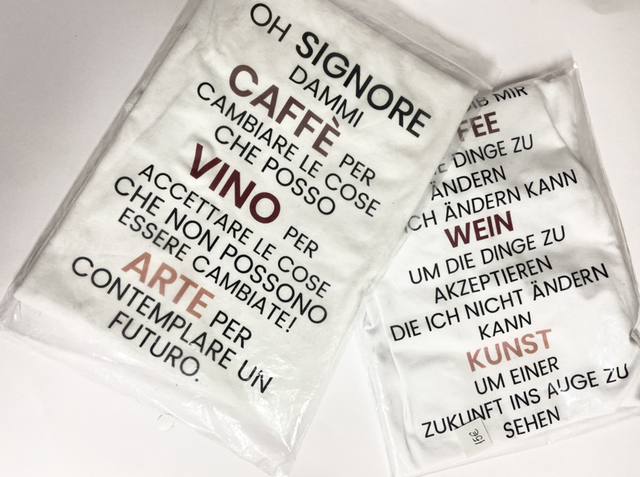 OH SIGNORE
DAMMI
CAFFÈ PER
CAMBIARE LE COSE
CHE POSSO
VINO PER
ACCETTARE LE COSE
CHE NON POSSONO
ESSERE CAMBIATE!
ARTE PER
CONTEMPLARE UN
FUTURO.
MIR
FEE
DINGE ZU
ÄNDERN
ICH ÄNDERN KANN
WEIN
UM DIE DINGE ZU
AKZEPTIEREN
DIE ICH NICHT ÄNDERN
KANN
KUNST
UM EINER
ZUKUNFT INS AUGE ZU
SEHEN